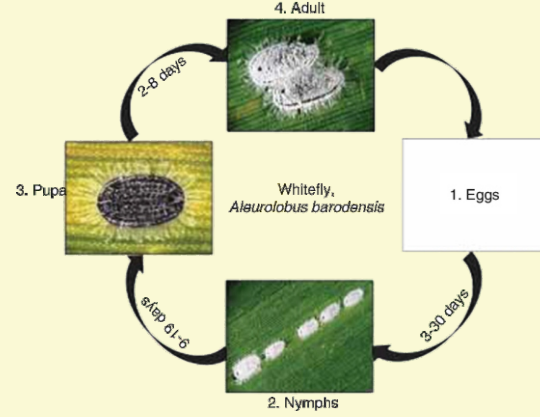 4. Adult
2-8 days
3. Pupa
Whitefly,
Aleurolobus barodensis
1. Eggs
9-19 days
3-30 days
2. Nymphs